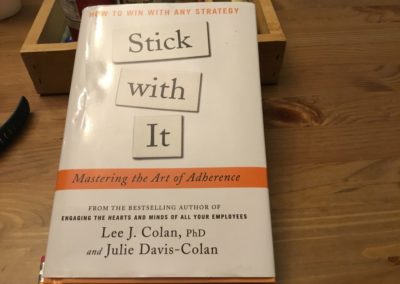 HOW TO WIN WITH ANY STRATEGY
Stick
with
It
Mastering the Art of Adherence
FROM THE BESTSELLING AUTHOR OF
ENGAGING THE HEARTS AND MINDS OF ALL YOUR EMPLOYEES
Lee J. Colan, PhD
and Julie Davis-Colan